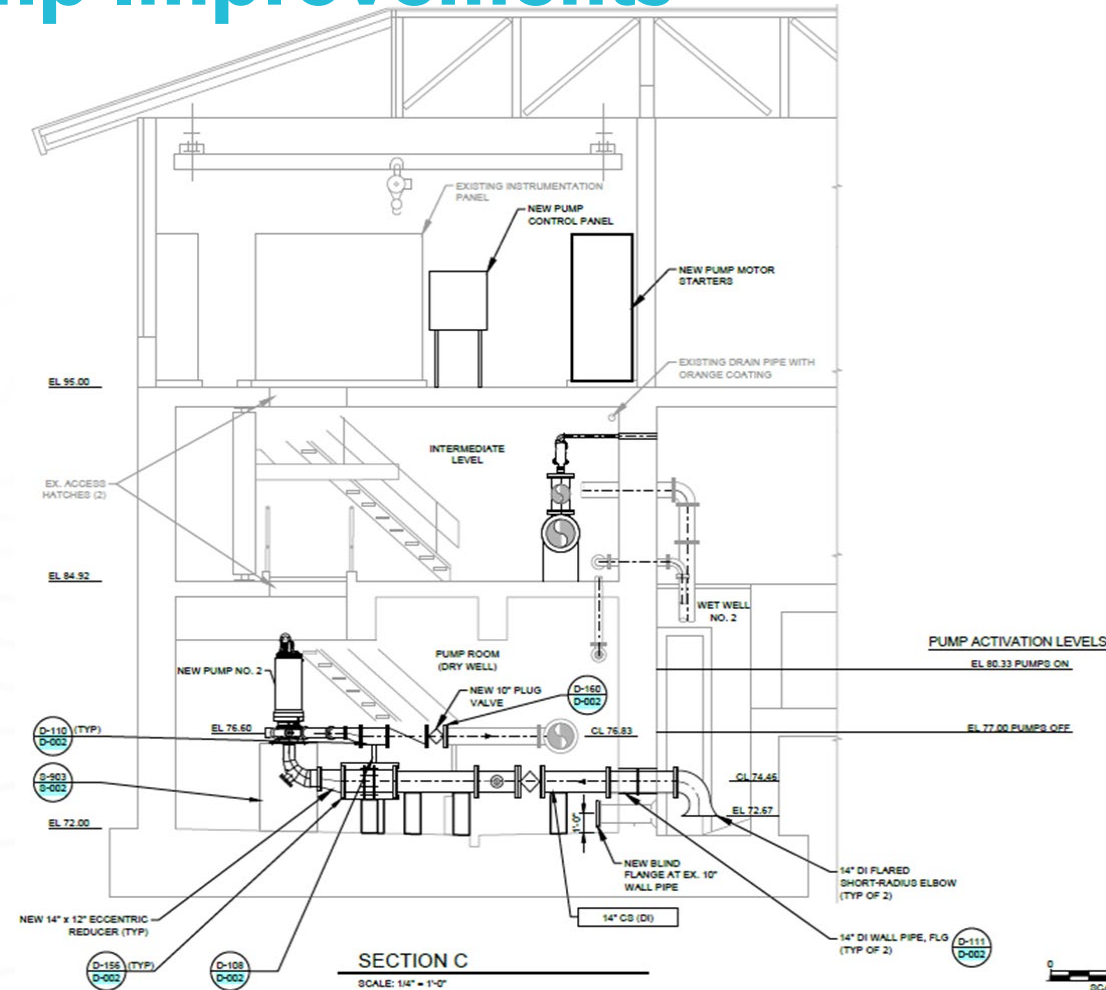 Improvements
EXISTING INSTRUMENTATION
PANEL
NEW PUMP
CONTROL PANEL
NEW PUMP MOTOR
STARTERS
EXISTING DRAIN PIPE WITH
ORANGE COATING
EL 95.00
INTERMEDIATE
LEVEL
EX. ACCESS
HATCHES (2)
EL 84.92
WET WELL
NO. 2
PUMP ACTIVATION LEVELS
EL 80.33 PUMPS ON
PUMP ROOM
(DRY WELL)
NEW PUMP NO. 2
NEW 10" PLUG
VALVE
D-160
D-002
D-110 (TYP)
D-002
EL 76.60
CL 76.83
EL 77.00 PUMPS OFF
S-903
S-002
CL 74.46
EL 72.67
EL 72.00
1'-0"
NEW BLIND
FLANGE AT EX. 10"
WALL PIPE
14" DI FLARED
SHORT-RADIUS ELBOW
(TYP OF 2)
NEW 14" x 12" ECCENTRIC
REDUCER (TYP)
14" CS (DI)
14" DI WALL PIPE, FLG
(TYP OF 2)
D-111
D-002
D-156 (TYP)
D-002
D-108
D-002
SECTION C
SCALE: 1/4" = 1'-0"
0